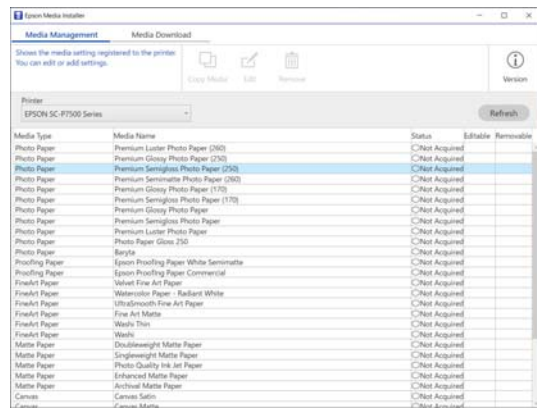 Epson Media Installer
Media Management Media Download
Shows the media setting registered to the printer.
You can edit or add settings.
Copy Media Edit Remove Version
Printer
EPSON SC-P7500 Series Refresh
Media Type Media Name Status Editable Removable
Photo Paper Premium Luster Photo Paper (260) Not Acquired
Photo Paper Premium Glossy Photo Paper (250) Not Acquired
Photo Paper Premium Semigloss Photo Paper (250) Not Acquired
Photo Paper Premium Semimatte Photo Paper (260) Not Acquired
Photo Paper Premium Glossy Photo Paper (170) Not Acquired
Photo Paper Premium Semigloss Photo Paper (170) Not Acquired
Photo Paper Premium Glossy Photo Paper Not Acquired
Photo Paper Premium Semigloss Photo Paper Not Acquired
Photo Paper Premium Luster Photo Paper Not Acquired
Photo Paper Photo Paper Gloss 250 Not Acquired
Photo Paper Baryta Not Acquired
Proofing Paper Epson Proofing Paper White Semimatte Not Acquired
Proofing Paper Epson Proofing Paper Commercial Not Acquired
FineArt Paper Velvet Fine Art Paper Not Acquired
FineArt Paper Watercolor Paper - Radiant White Not Acquired
FineArt Paper UltraSmooth Fine Art Paper Not Acquired
FineArt Paper Fine Art Matte Not Acquired
FineArt Paper Washi Thin Not Acquired
FineArt Paper Washi Not Acquired
Matte Paper Doubleweight Matte Paper Not Acquired
Matte Paper Singleweight Matte Paper Not Acquired
Matte Paper Photo Quality Ink Jet Paper Not Acquired
Matte Paper Enhanced Matte Paper Not Acquired
Matte Paper Archival Matte Paper Not Acquired
Canvas Canvas Satin Not Acquired
Canvas Canvas Matte Not Acquired